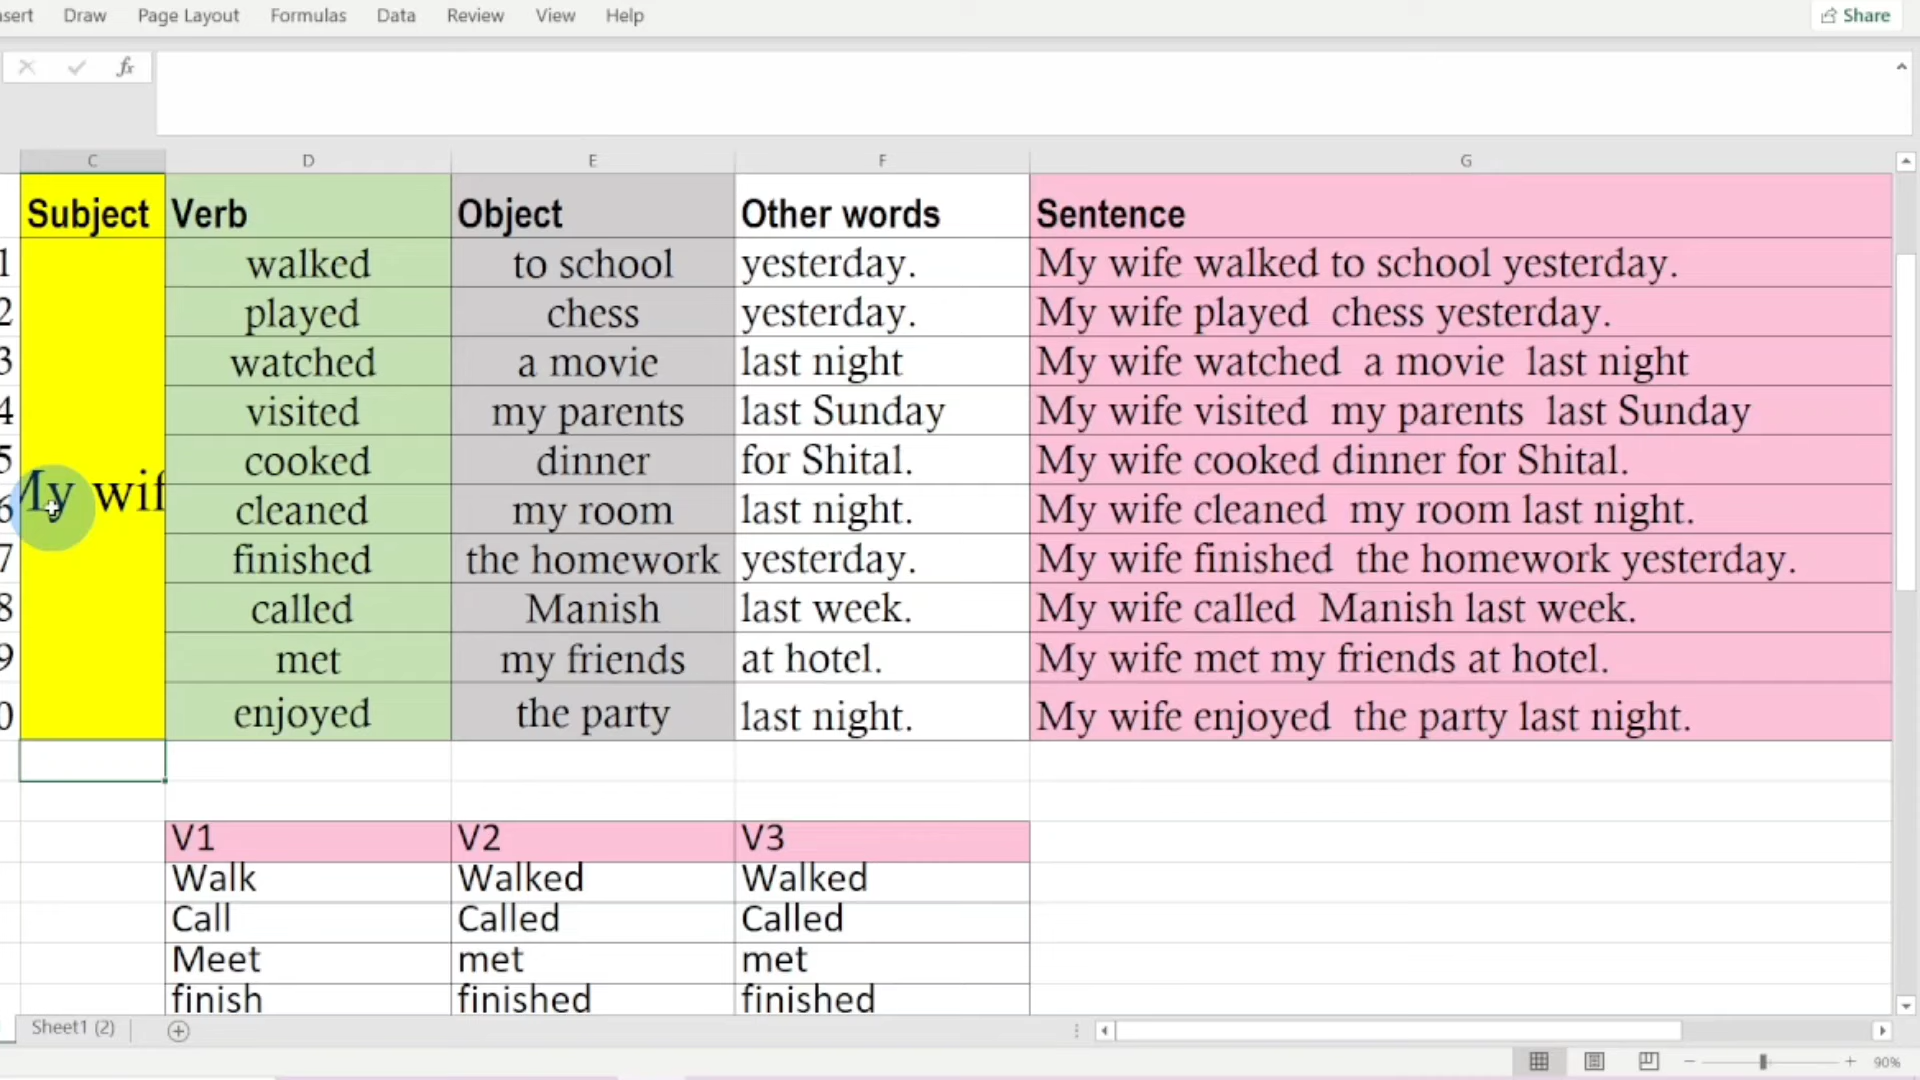 nsert Draw Page Layout Formulas Data Review View Help Share
fx
C D E F G
Subject Verb Object Other words Sentence
1 walked to school yesterday. My wife walked to school yesterday.
2 played chess yesterday. My wife played chess yesterday.
3 watched a movie last night My wife watched a movie last night
4 visited my parents last Sunday My wife visited my parents last Sunday
5 cooked dinner for Shital. My wife cooked dinner for Shital.
My wif
6 cleaned my room last night. My wife cleaned my room last night.
7 finished the homework yesterday. My wife finished the homework yesterday.
8 called Manish last week. My wife called Manish last week.
9 met my friends at hotel. My wife met my friends at hotel.
0 enjoyed the party last night. My wife enjoyed the party last night.
V1 V2 V3
Walk Walked Walked
Call Called Called
Meet met met
finish finished finished
Sheet1 (2)
90%